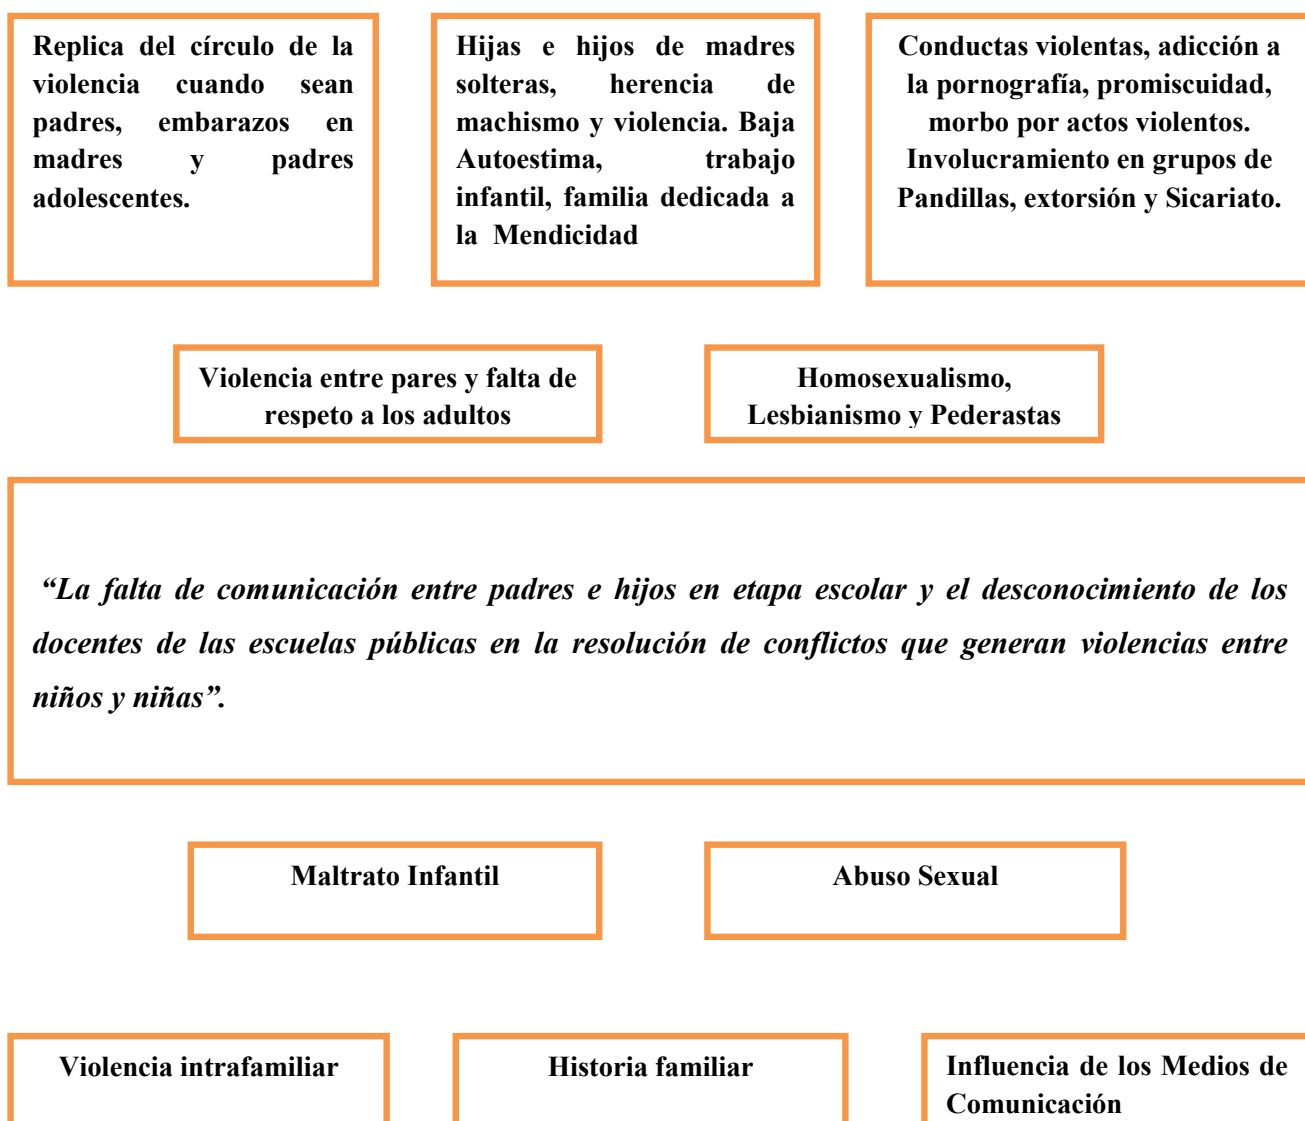 Replica del círculo de la
violencia cuando sean
padres, embarazos en
madres y padres
adolescentes.
Hijas e hijos de madres
solteras, herencia de
machismo y violencia. Baja
Autoestima, trabajo
infantil, familia dedicada a
la Mendicidad
Conductas violentas, adicción a
la pornografía, promiscuidad,
morbo por actos violentos.
Involucramiento en grupos de
Pandillas, extorsión y Sicariato.
Violencia entre pares y falta de
respeto a los adultos
Homosexualismo,
Lesbianismo y Pederastas
“La falta de comunicación entre padres e hijos en etapa escolar y el desconocimiento de los
docentes de las escuelas públicas en la resolución de conflictos que generan violencias entre
niños y niñas”.
Maltrato Infantil
Abuso Sexual
Violencia intrafamiliar
Historia familiar
Influencia de los Medios de
Comunicación